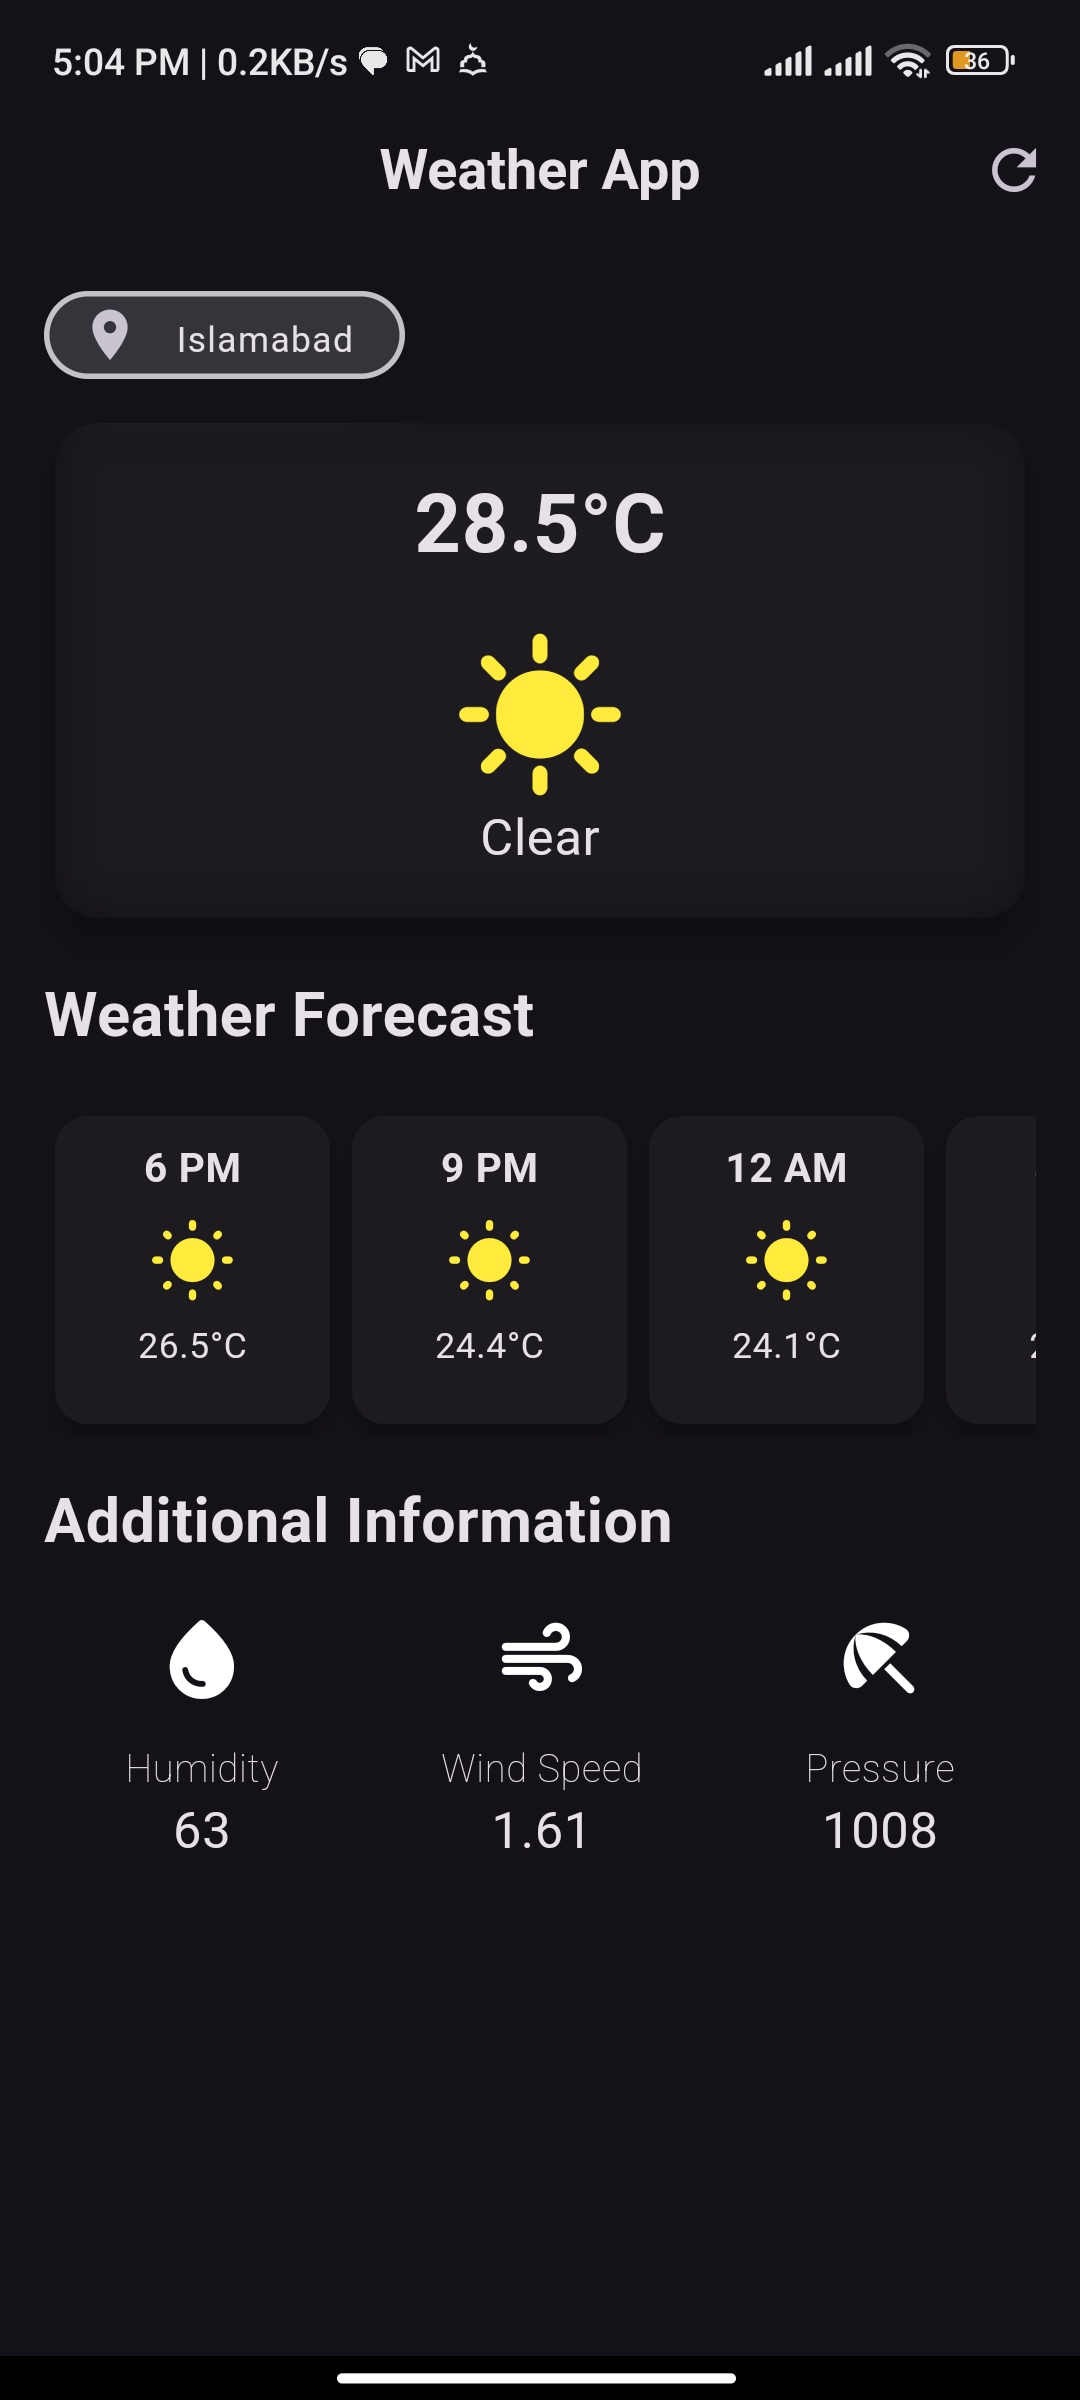 5:04 PM | 0.2KB/s 36
Weather App
Islamabad
28.5°C
Clear
Weather Forecast
6 PM 9 PM 12 AM
26.5°C 24.4°C 24.1°C
Additional Information
Humidity Wind Speed Pressure
63 1.61 1008